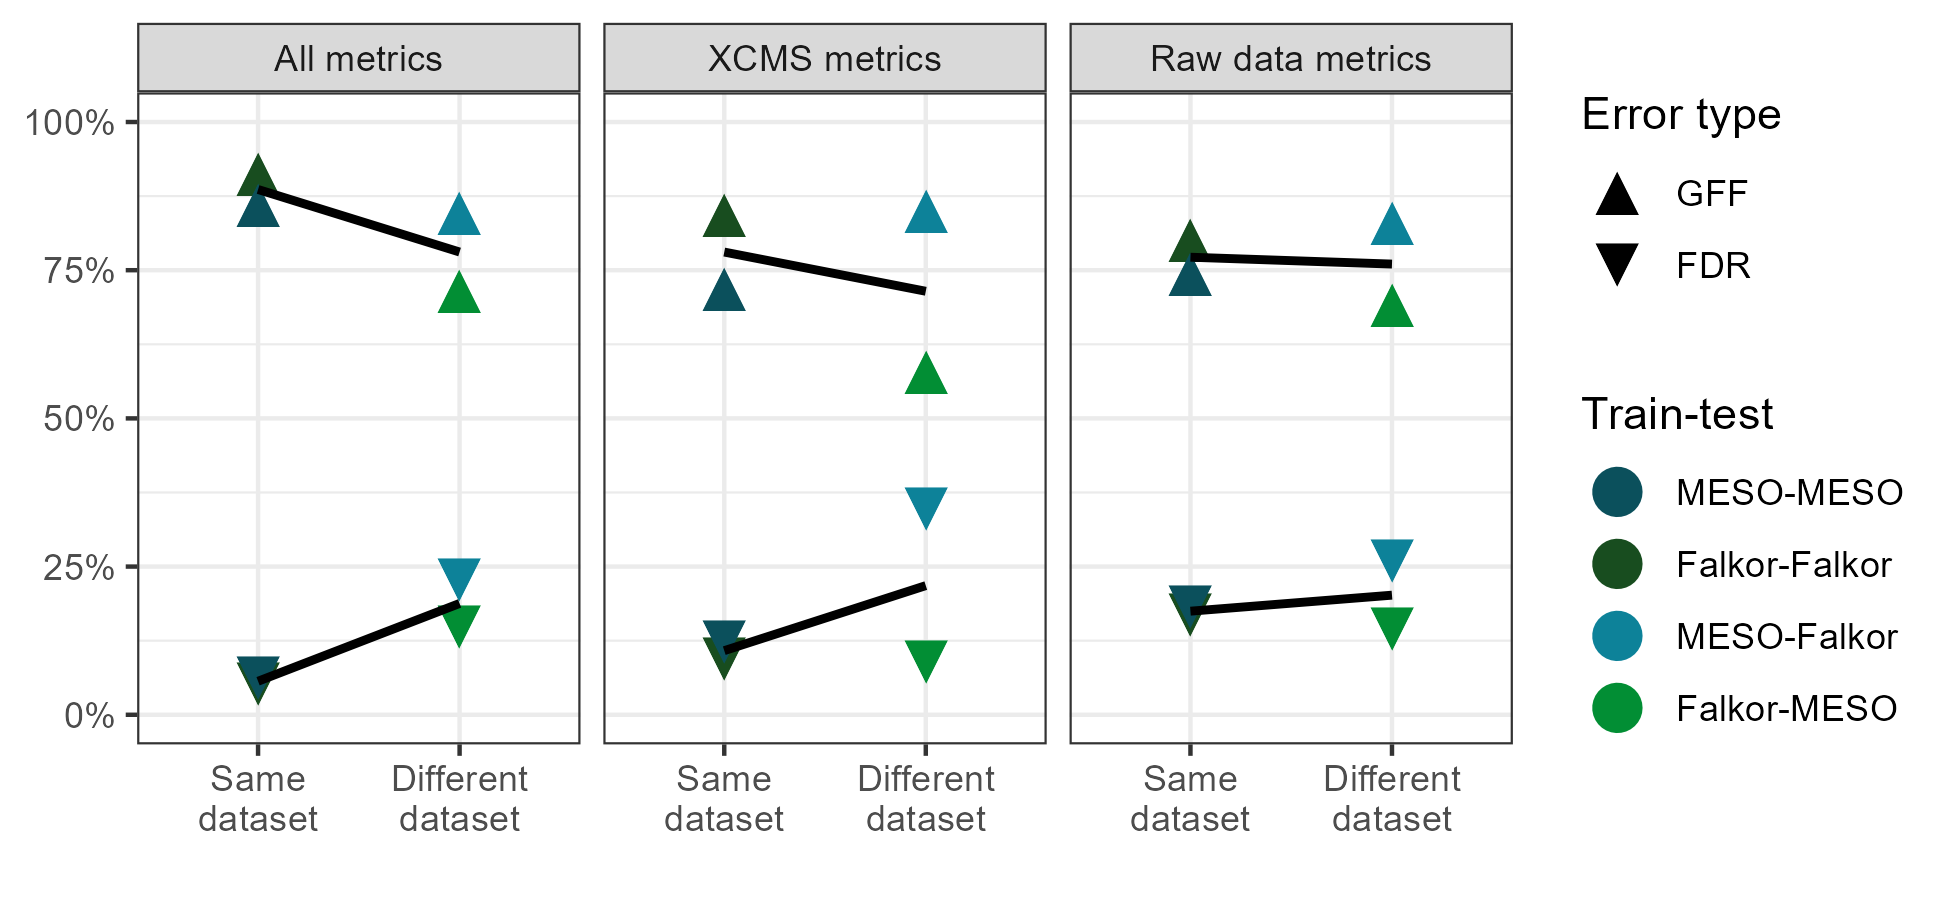 All metrics
XCMS metrics
Raw data metrics
100%
75%
50%
25%
0%
Same
dataset
Different
dataset
Same
dataset
Different
dataset
Same
dataset
Different
dataset
Error type
GFF
FDR
Train-test
MESO-MESO
Falkor-Falkor
MESO-Falkor
Falkor-MESO